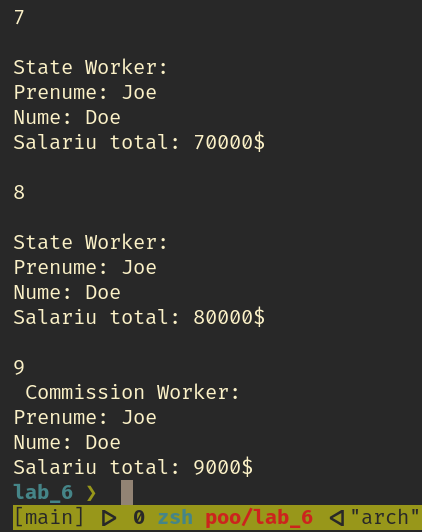 7
State Worker:
Prenume: Joe
Nume: Doe
Salariu total: 70000$
8
State Worker:
Prenume: Joe
Nume: Doe
Salariu total: 80000$
9
Commission Worker:
Prenume: Joe
Nume: Doe
Salariu total: 9000$
lab_6 ❯
[main] ▷ 0 zsh poo/lab_6 ◁"arch"